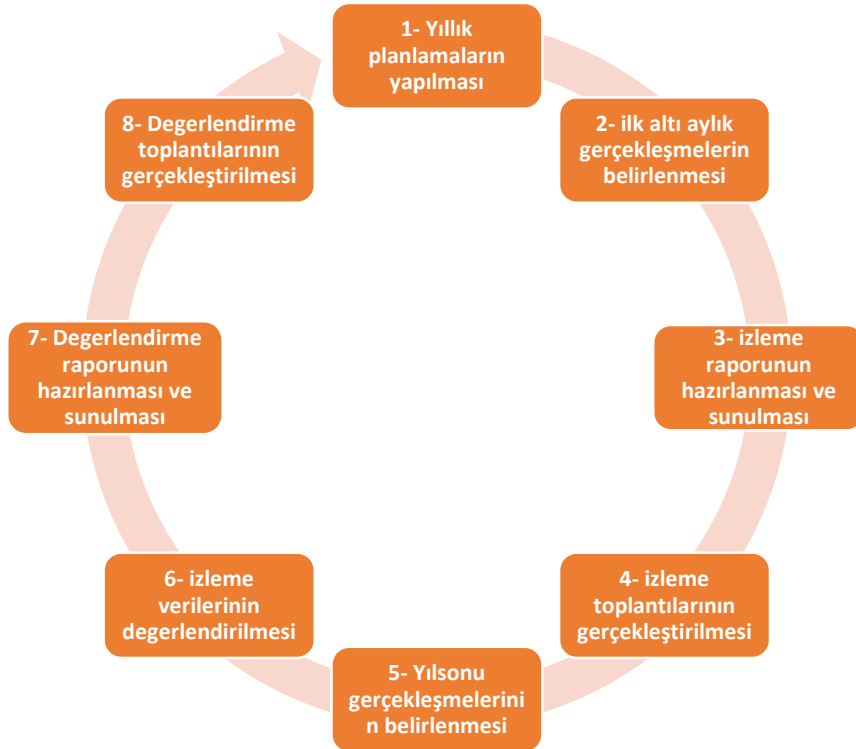 1- Yıllık
planlamaların
yapılması
2- ilk altı aylık
gerçekleşmelerin
belirlenmesi
3- izleme
raporunun
hazırlanması ve
sunulması
4- izleme
toplantılarının
gerçekleştirilmesi
5- Yılsonu
gerçekleşmelerini
n belirlenmesi
6- izleme
verilerinin
degerlendirilmesi
7- Degerlendirme
raporunun
hazırlanması ve
sunulması
8- Degerlendirme
toplantılarının
gerçekleştirilmesi